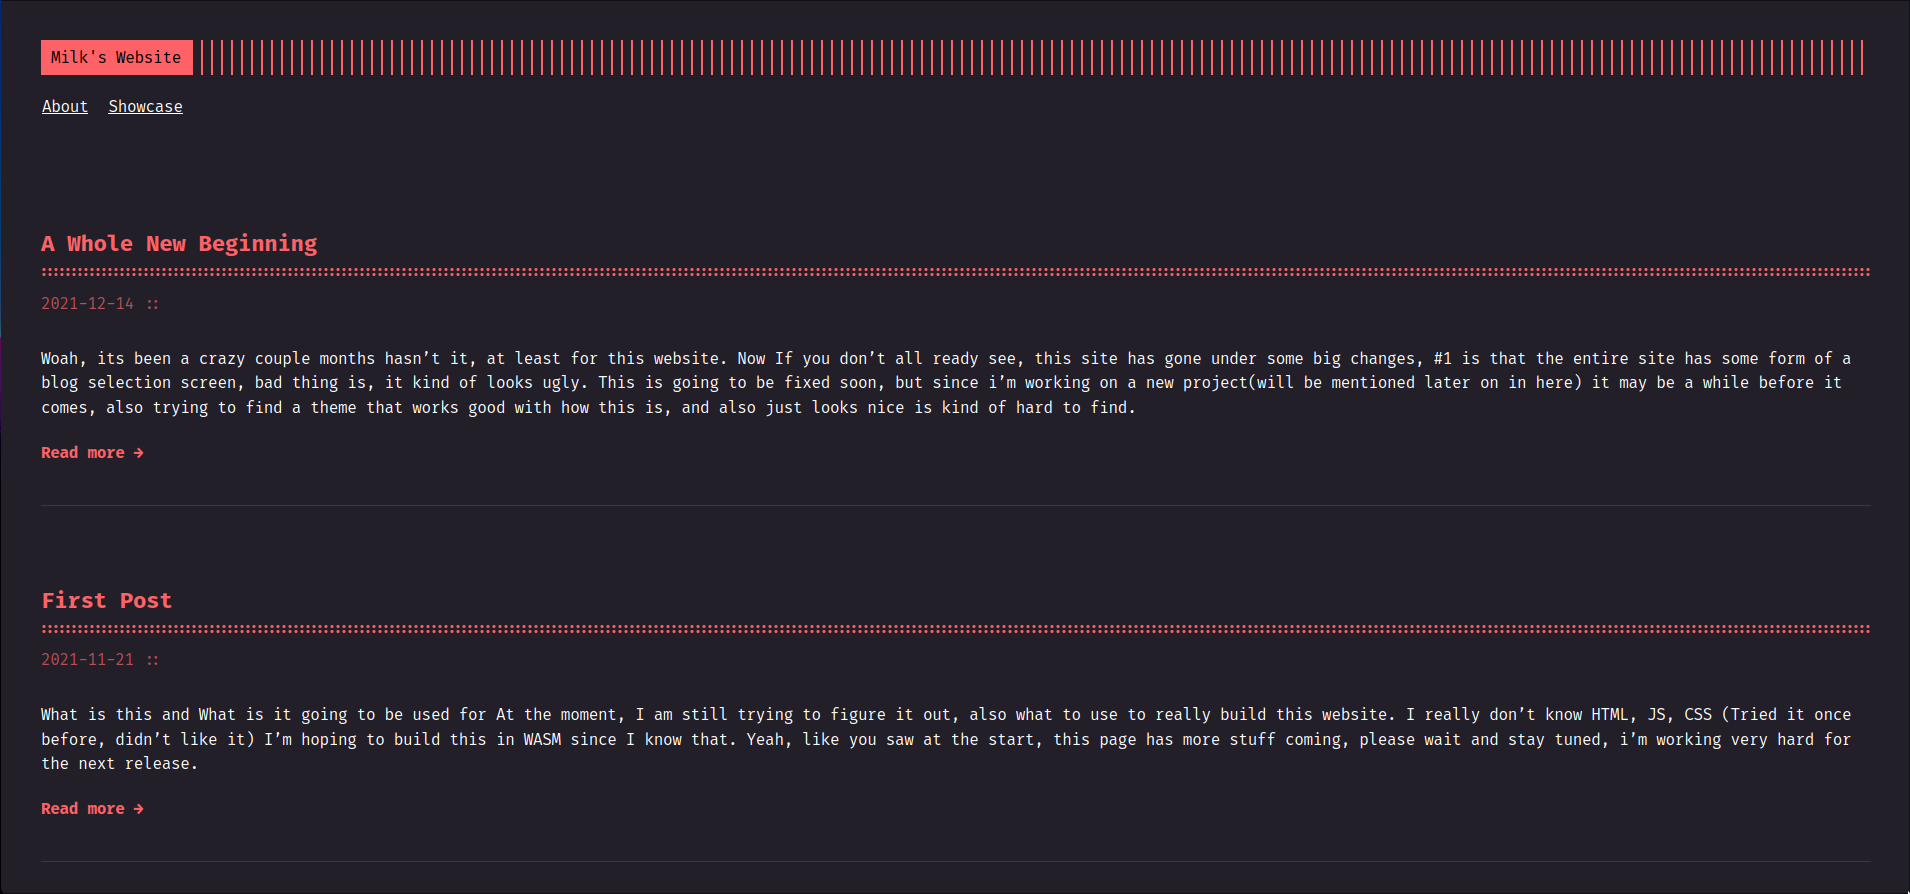 Milk's Website
About Showcase
A Whole New Beginning
2021-12-14 ::
Woah, its been a crazy couple months hasn’t it, at least for this website. Now If you don’t all ready see, this site has gone under some big changes, #1 is that the entire site has some form of a
blog selection screen, bad thing is, it kind of looks ugly. This is going to be fixed soon, but since i’m working on a new project(will be mentioned later on in here) it may be a while before it
comes, also trying to find a theme that works good with how this is, and also just looks nice is kind of hard to find.
Read more →
First Post
2021-11-21 ::
What is this and What is it going to be used for At the moment, I am still trying to figure it out, also what to use to really build this website. I really don’t know HTML, JS, CSS (Tried it once
before, didn’t like it) I’m hoping to build this in WASM since I know that. Yeah, like you saw at the start, this page has more stuff coming, please wait and stay tuned, i’m working very hard for
the next release.
Read more →